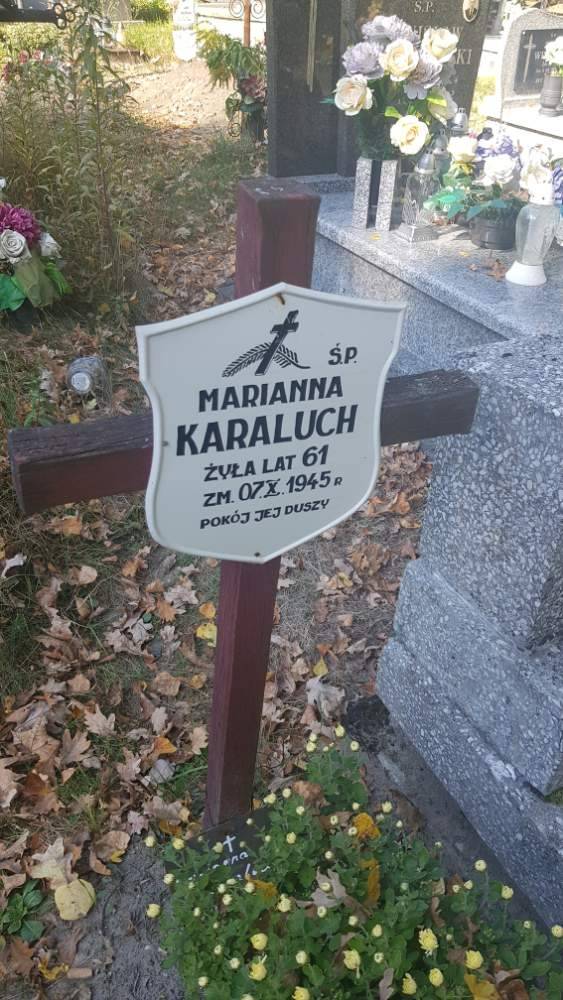 Ś.P.
MARIANNA
KARALUCH
ŻYŁA LAT 61
ZM. 07.X.1945 R
POKÓJ JEJ DUSZY
Ś.P.